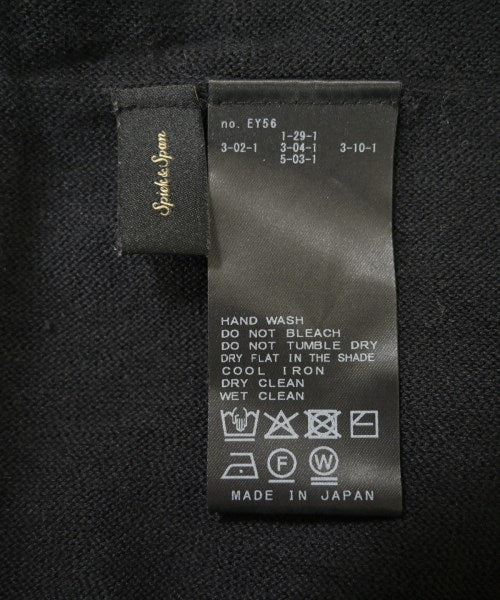 Spick & Span
no. EY56
1-29-1
3-02-1 3-04-1 3-10-1
5-03-1
HAND WASH
DO NOT BLEACH
DO NOT TUMBLE DRY
DRY FLAT IN THE SHADE
COOL IRON
DRY CLEAN
WET CLEAN
F W
MADE IN JAPAN